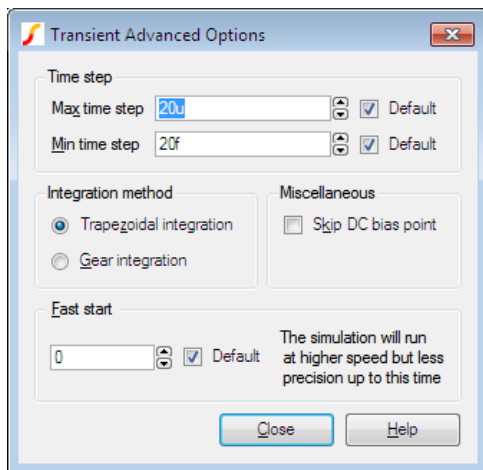 Transient Advanced Options
Time step
Max time step 20u Default
Min time step 20f Default
Integration method
Trapezoidal integration
Gear integration
Miscellaneous
Skip DC bias point
Fast start
0 Default
The simulation will run
at higher speed but less
precision up to this time
Close Help